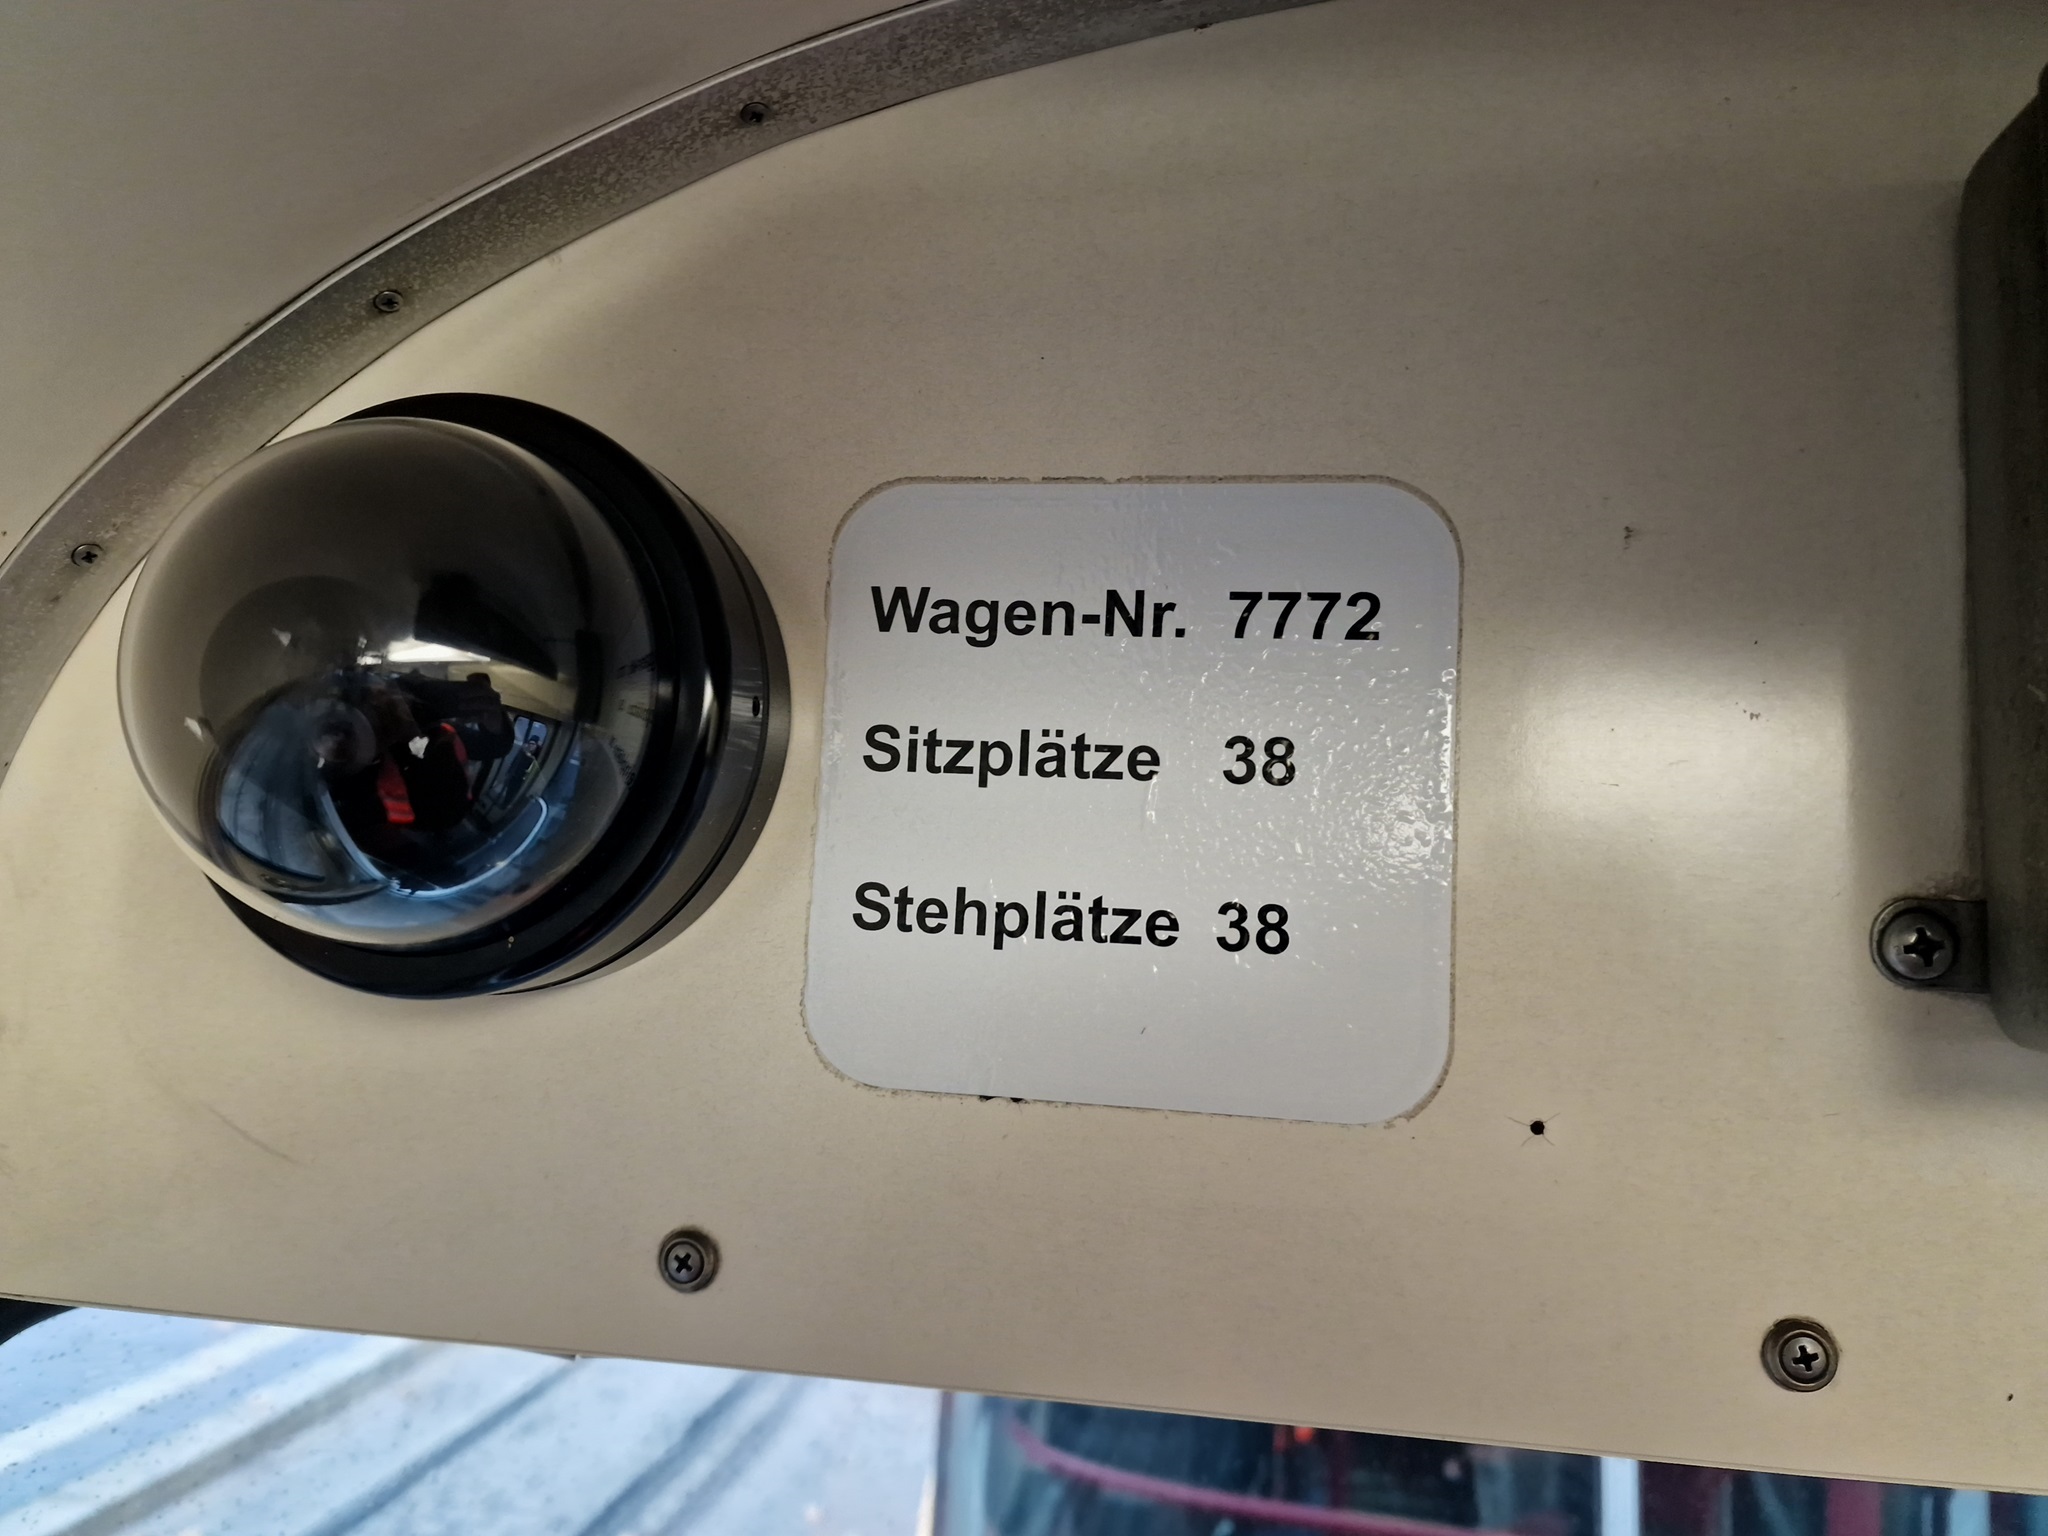 Wagen-Nr. 7772
Sitzplätze 38
Stehplätze 38